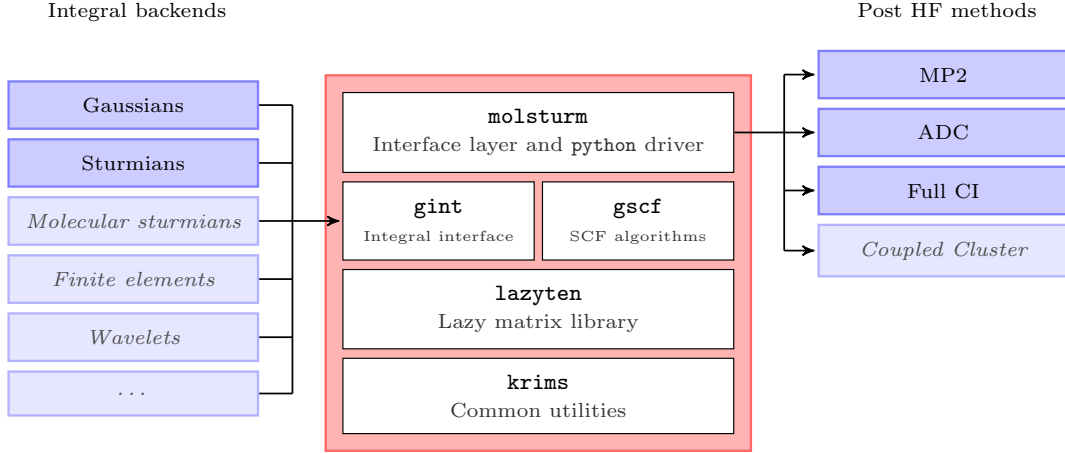 Integral backends
Gaussians
Sturmians
Molecular sturmians
Finite elements
Wavelets
...
molsturm
Interface layer and python driver
gint
Integral interface
gscf
SCF algorithms
lazyten
Lazy matrix library
krims
Common utilities
Post HF methods
MP2
ADC
Full CI
Coupled Cluster